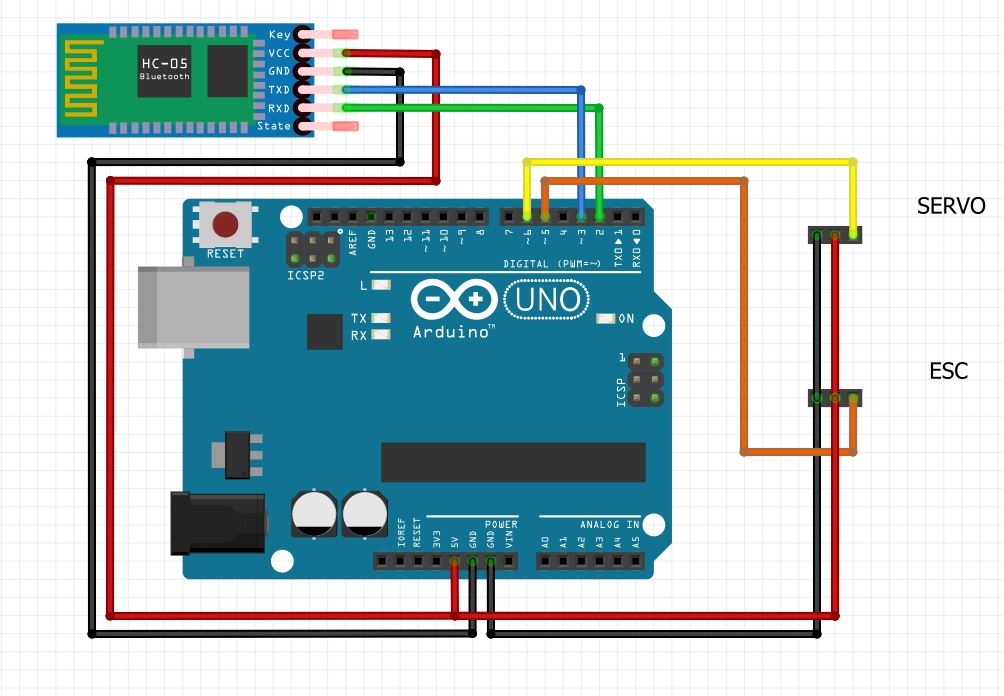 Key
VCC
HC-05
Bluetooth
GND
TXD
RXD
State
SERVO
RESET
AREF
GND
13
12
~11
~10
~9
8
7
~6
~5
4
~3
2
TXD▶1
RXD◀0
ICSP2
DIGITAL (PWM=~)
L
UNO
TX
RX
Arduino™
ON
1
ICSP
ESC
POWER
ANALOG IN
IOREF
RESET
3V3
5V
GND
GND
VIN
A0
A1
A2
A3
A4
A5